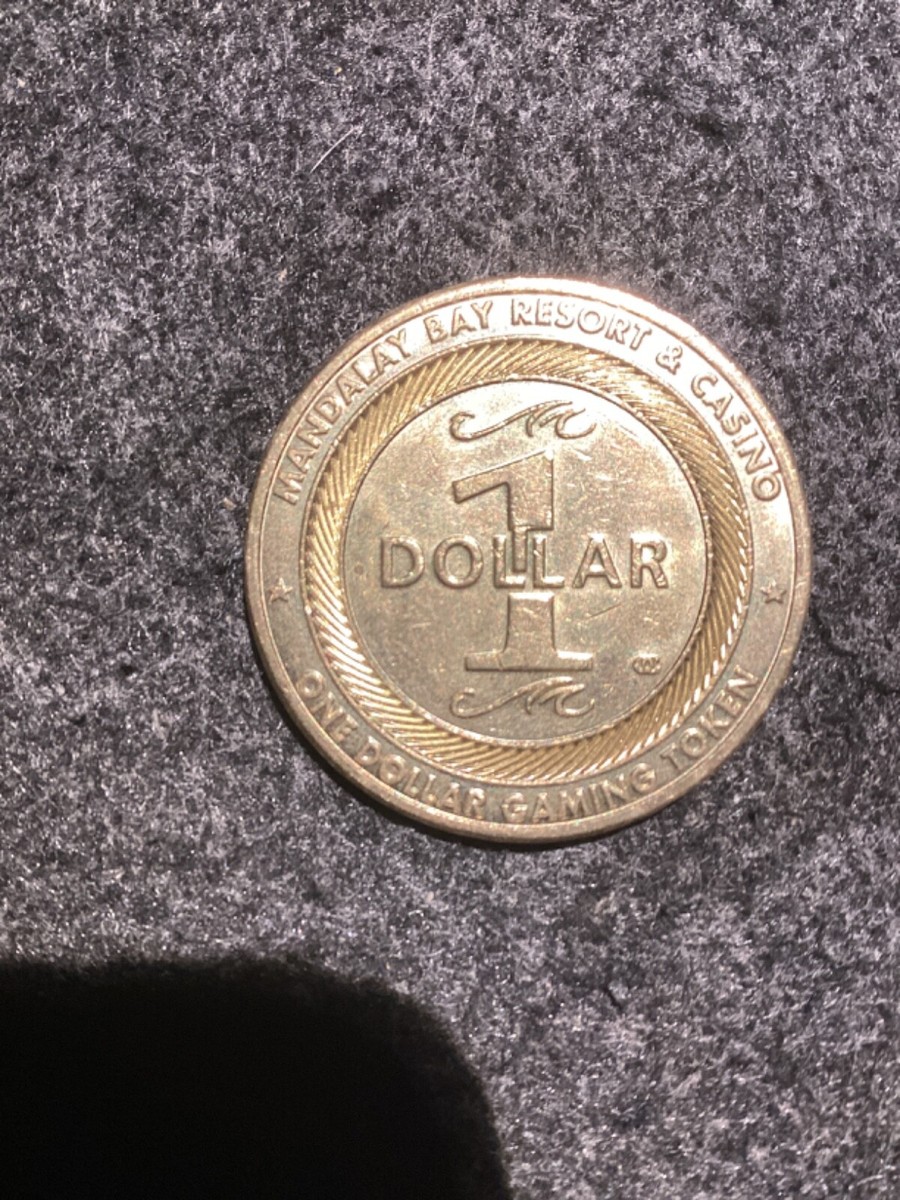 MANDALAY BAY RESORT & CASINO
1
DOLLAR
ONE DOLLAR GAMING TOKEN